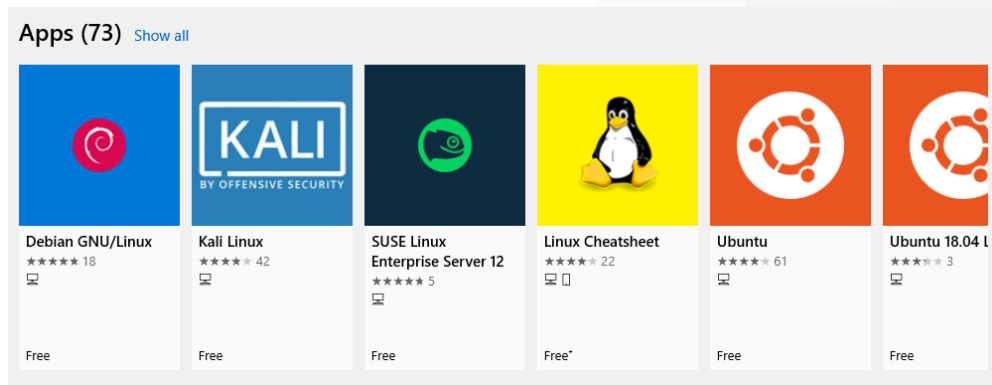 Apps (73) Show all
KALI
BY OFFENSIVE SECURITY
Debian GNU/Linux
18
Free
Kali Linux
42
Free
SUSE Linux
Enterprise Server 12
5
Free
Linux Cheatsheet
22
Free*
Ubuntu
61
Free
Ubuntu 18.04 L
3
Free